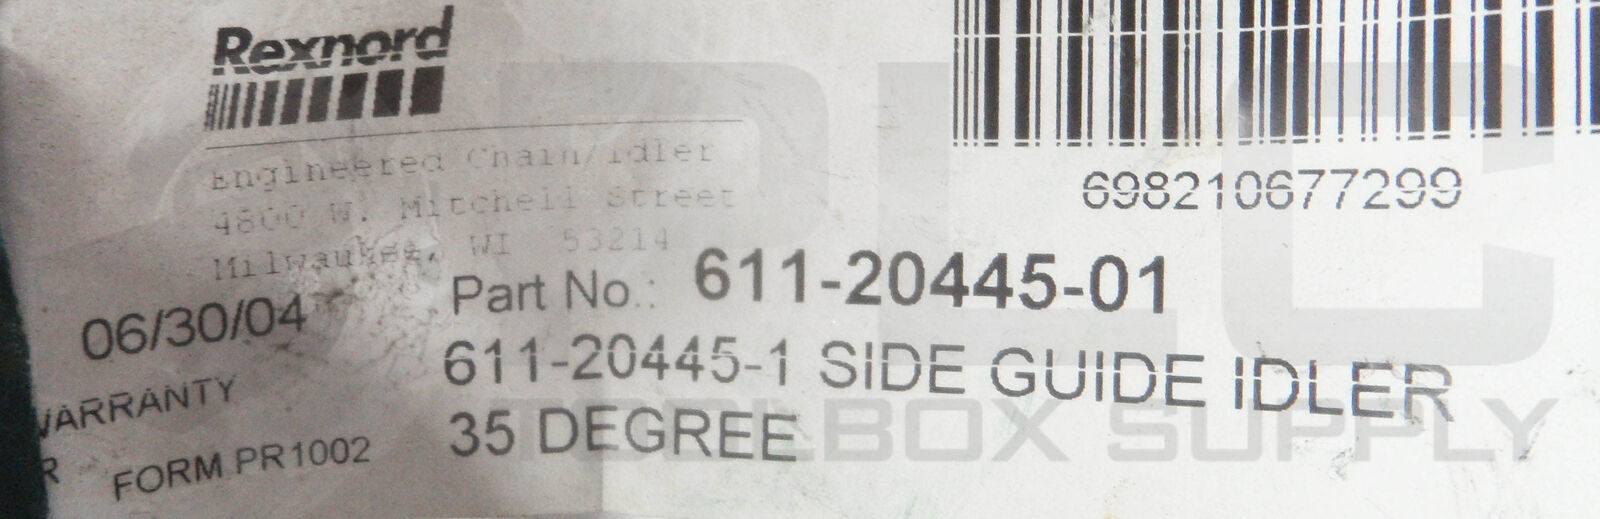 Rexnord
Engineered Chain/Idler
4800 W. Mitchell Street
Milwaukee, WI 53214
698210677299
Part No.: 611-20445-01
06/30/04
611-20445-1 SIDE GUIDE IDLER
35 DEGREE
WARRANTY
R
FORM PR1002
PLC
TOOLBOX SUPPLY